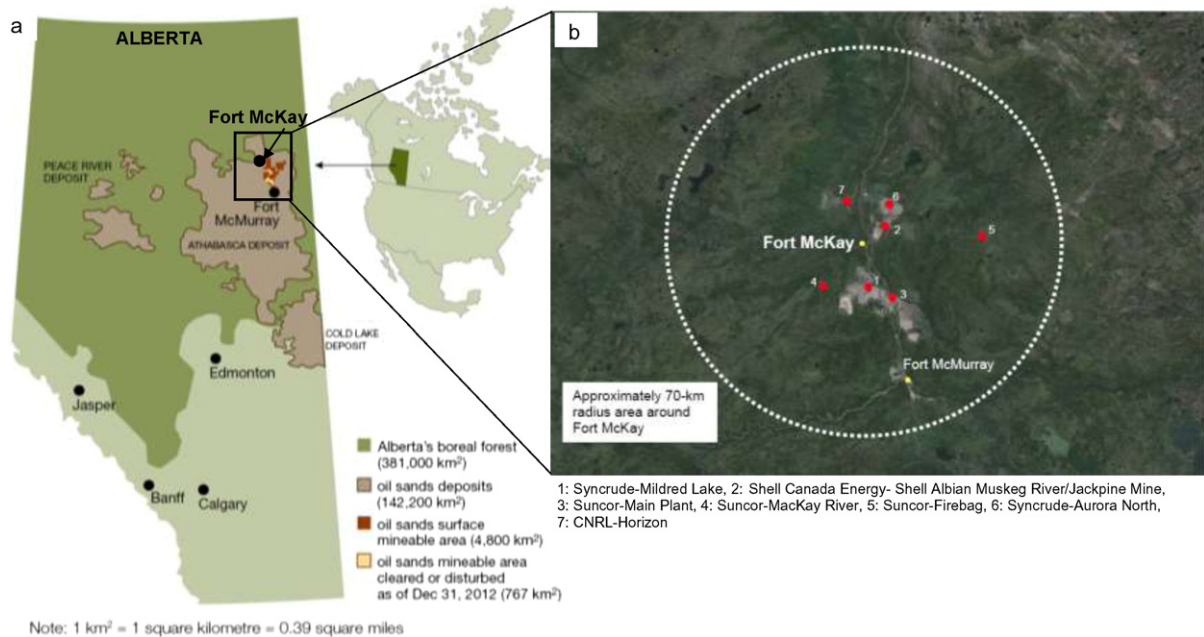 a
ALBERTA
Fort McKay
PEACE RIVER
DEPOSIT
Fort
McMurray
ATHABASCA DEPOSIT
COLD LAKE
DEPOSIT
Edmonton
Jasper
Banff
Calgary
Alberta's boreal forest
(381,000 km²)
oil sands deposits
(142,200 km²)
oil sands surface
mineable area (4,800 km²)
oil sands mineable area
cleared or disturbed
as of Dec 31, 2012 (767 km²)
Note: 1 km² = 1 square kilometre = 0.39 square miles
b
7
6
2
5
Fort McKay
4
1
3
Fort McMurray
Approximately 70-km
radius area around
Fort McKay
1: Syncrude-Mildred Lake, 2: Shell Canada Energy- Shell Albian Muskeg River/Jackpine Mine,
3: Suncor-Main Plant, 4: Suncor-MacKay River, 5: Suncor-Firebag, 6: Syncrude-Aurora North,
7: CNRL-Horizon